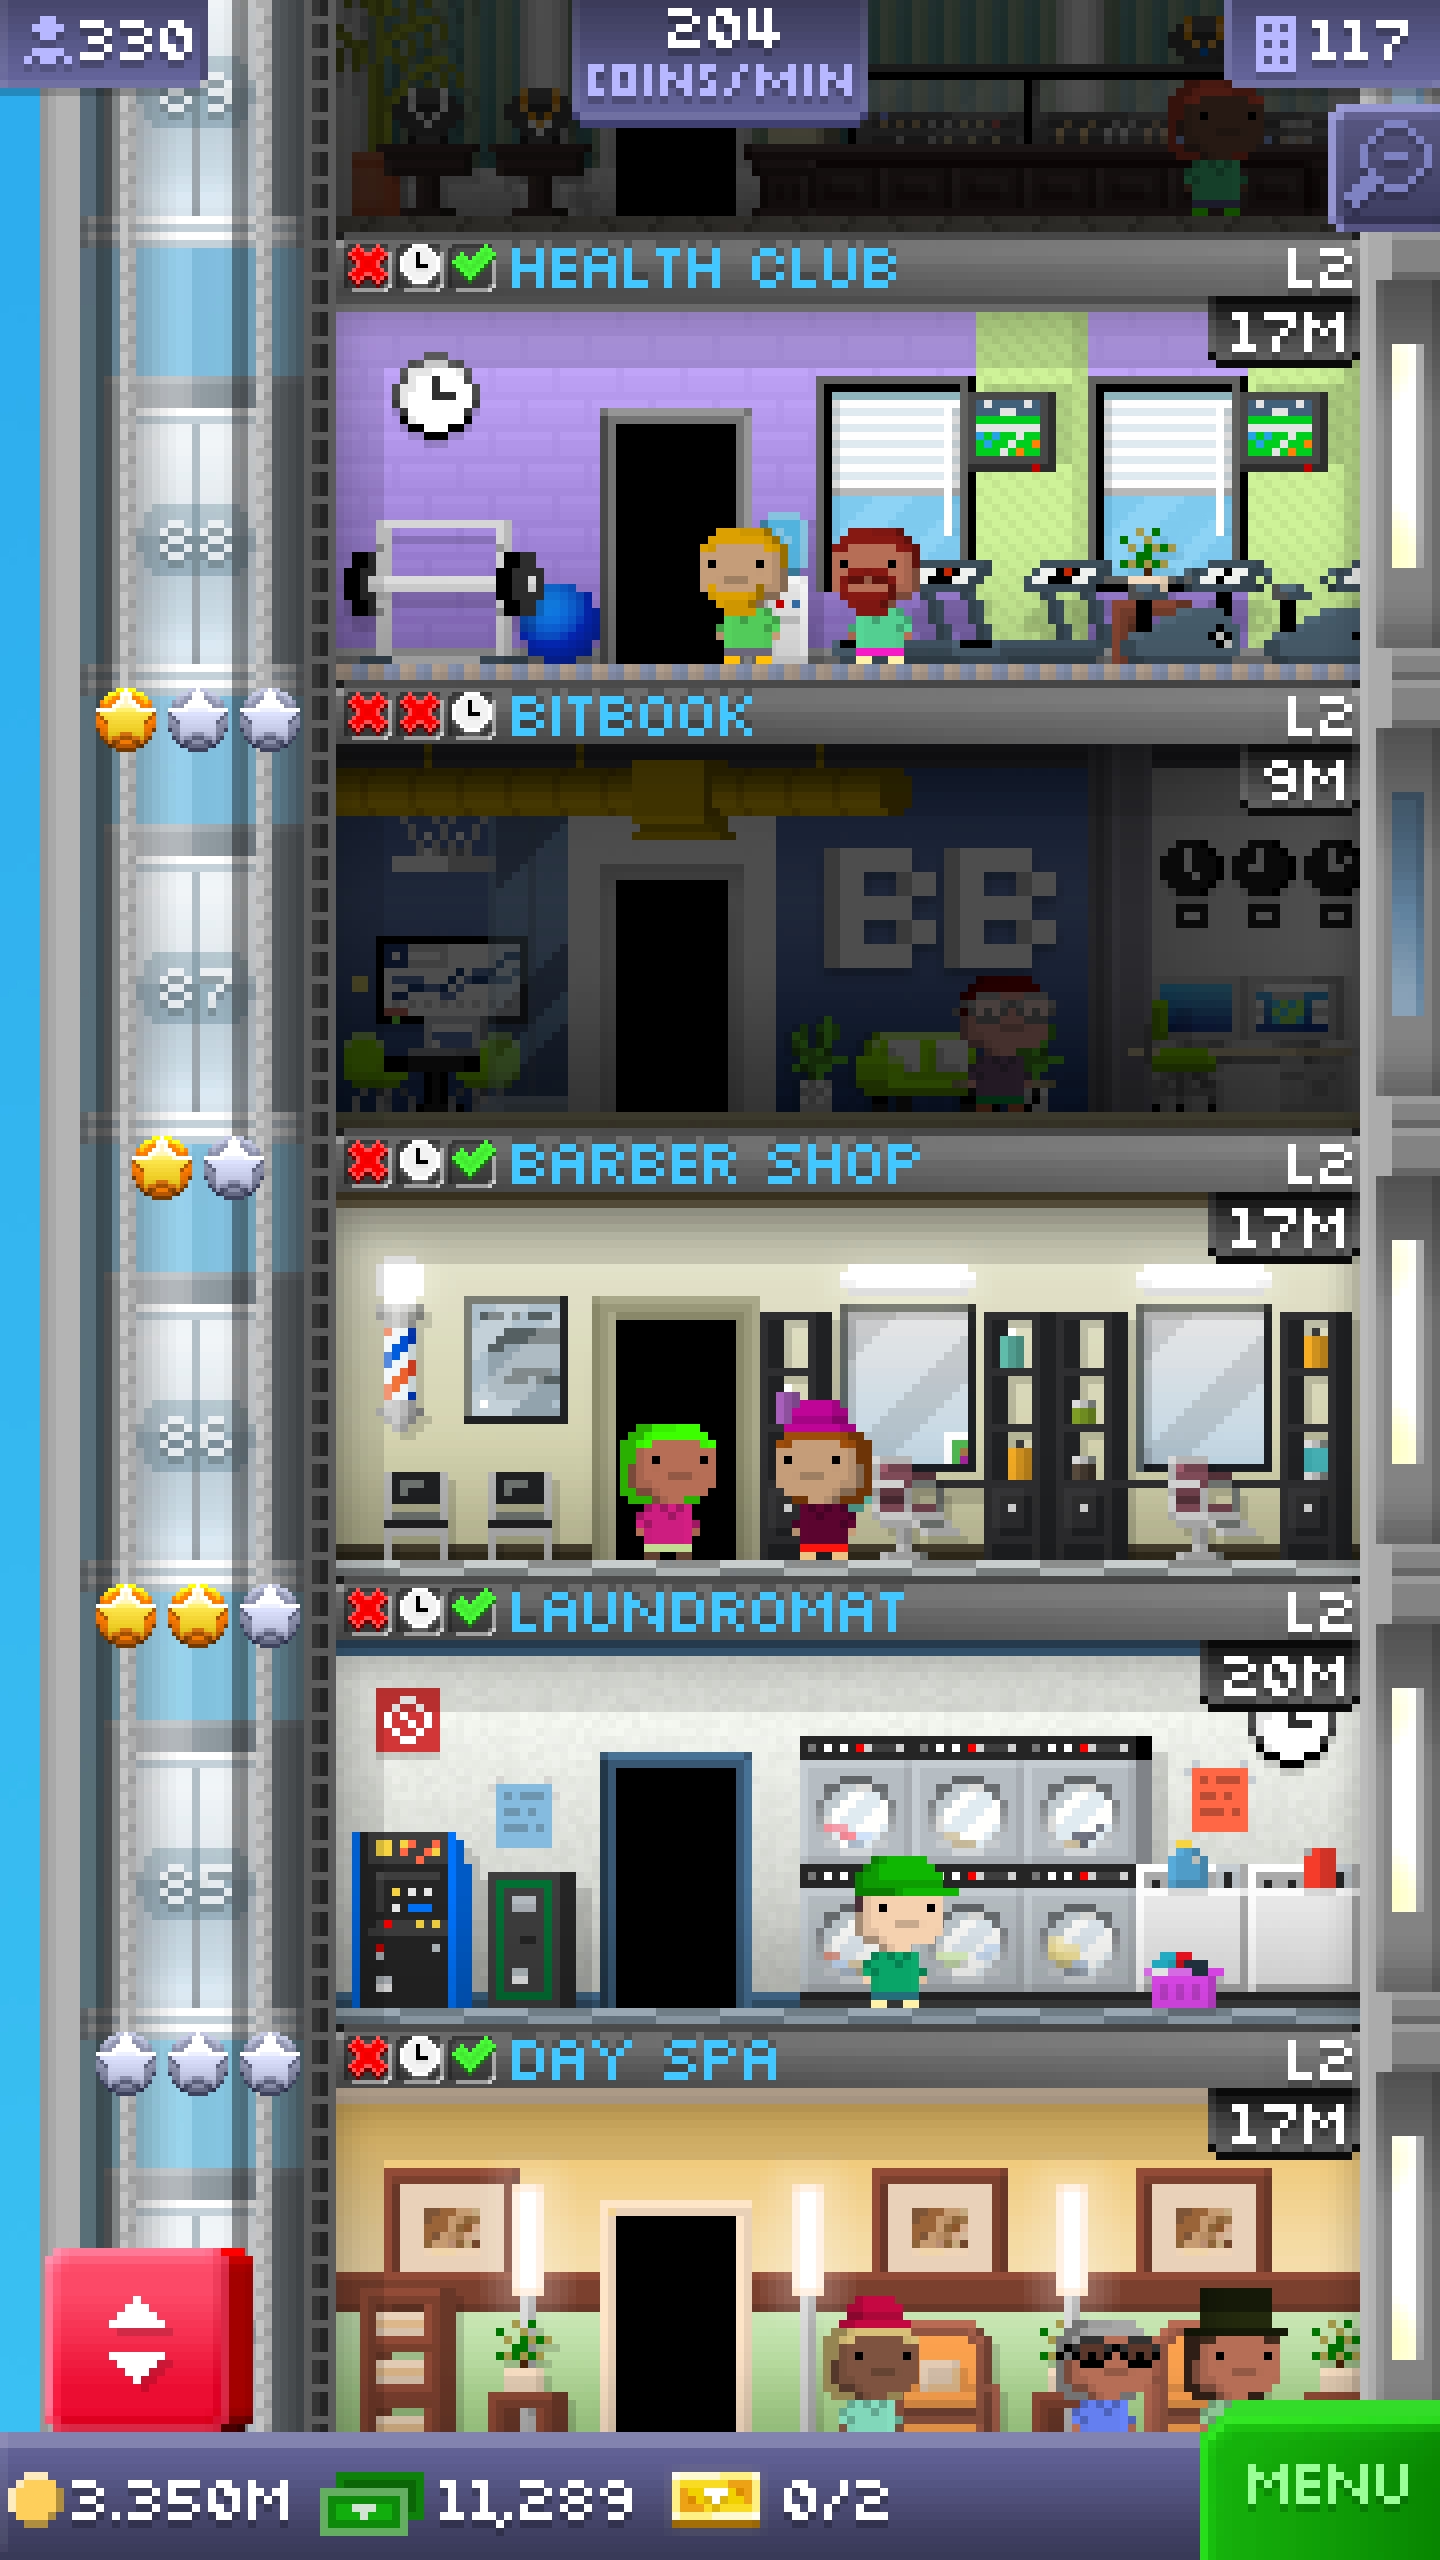 330
204
COINS/MIN
117
HEALTH CLUB L2
17M
88
BITBOOK L2
9M
BB
87
BARBER SHOP L2
17M
86
LAUNDROMAT L2
20M
85
DAY SPA L2
17M
3.350M 11,289 0/2 MENU